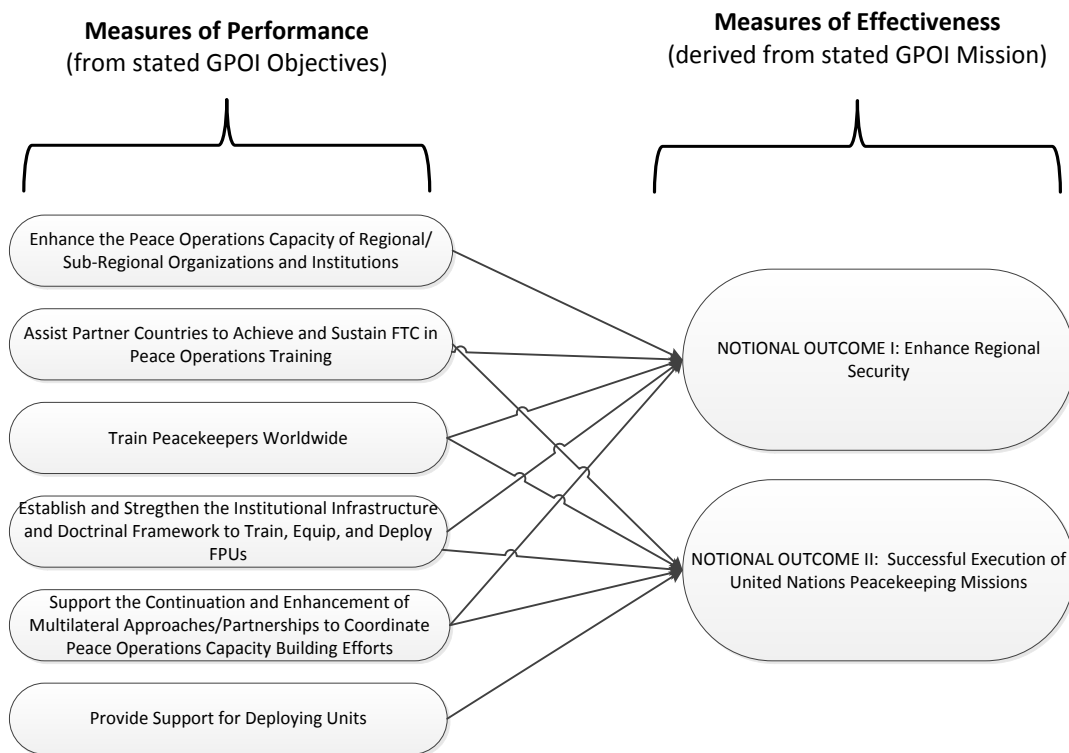 Measures of Performance
(from stated GPOI Objectives)
Measures of Effectiveness
(derived from stated GPOI Mission)
Enhance the Peace Operations Capacity of Regional/
Sub-Regional Organizations and Institutions
Assist Partner Countries to Achieve and Sustain FTC in
Peace Operations Training
Train Peacekeepers Worldwide
Establish and Stregthen the Institutional Infrastructure
and Doctrinal Framework to Train, Equip, and Deploy
FPUs
Support the Continuation and Enhancement of
Multilateral Approaches/Partnerships to Coordinate
Peace Operations Capacity Building Efforts
Provide Support for Deploying Units
NOTIONAL OUTCOME I: Enhance Regional
Security
NOTIONAL OUTCOME II:  Successful Execution of
United Nations Peacekeeping Missions